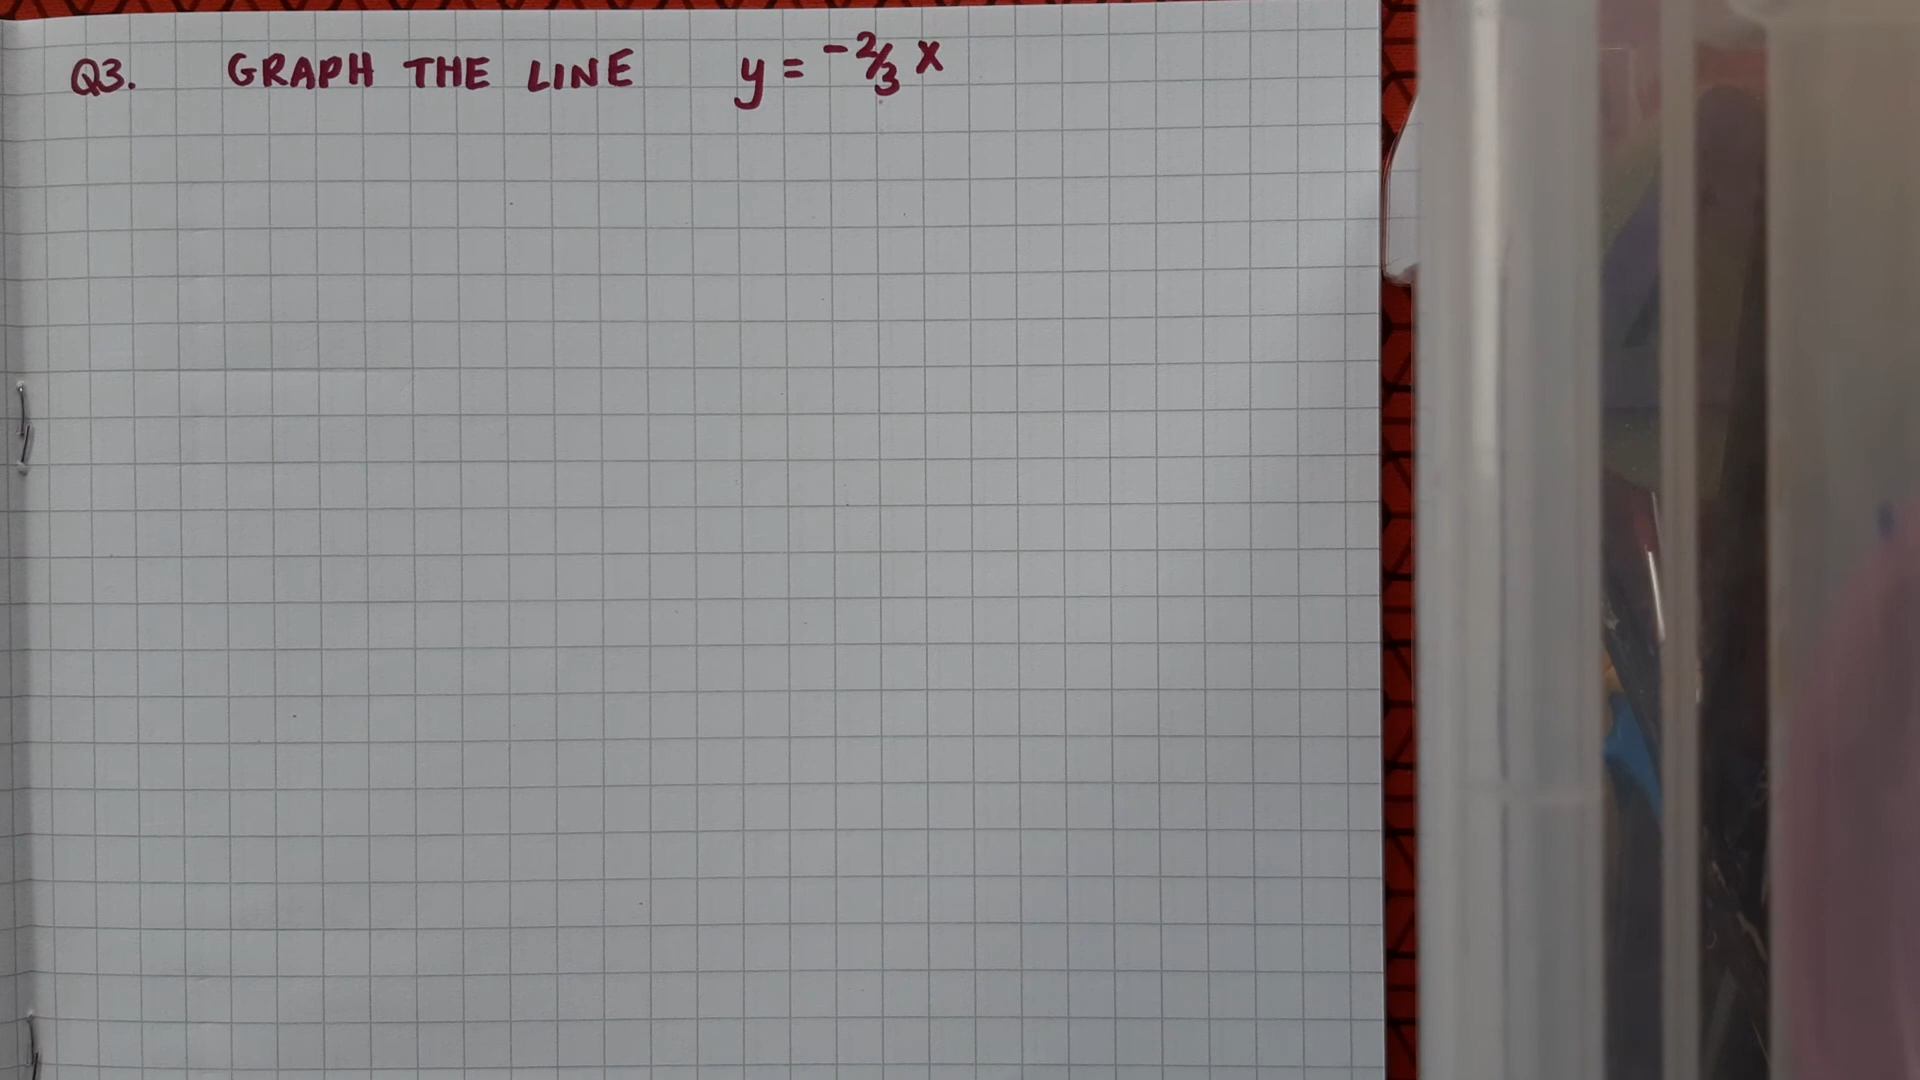 Q3. GRAPH THE LINE y = -2/3 x